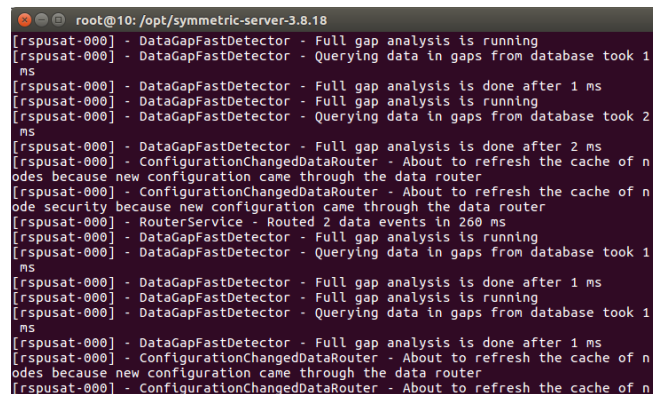 root@10: /opt/symmetric-server-3.8.18
[rspusat-000] - DataGapFastDetector - Full gap analysis is running
[rspusat-000] - DataGapFastDetector - Querying data in gaps from database took 1
 ms
[rspusat-000] - DataGapFastDetector - Full gap analysis is done after 1 ms
[rspusat-000] - DataGapFastDetector - Full gap analysis is running
[rspusat-000] - DataGapFastDetector - Querying data in gaps from database took 2
 ms
[rspusat-000] - DataGapFastDetector - Full gap analysis is done after 2 ms
[rspusat-000] - ConfigurationChangedDataRouter - About to refresh the cache of n
odes because new configuration came through the data router
[rspusat-000] - ConfigurationChangedDataRouter - About to refresh the cache of n
ode security because new configuration came through the data router
[rspusat-000] - RouterService - Routed 2 data events in 260 ms
[rspusat-000] - DataGapFastDetector - Full gap analysis is running
[rspusat-000] - DataGapFastDetector - Querying data in gaps from database took 1
 ms
[rspusat-000] - DataGapFastDetector - Full gap analysis is done after 1 ms
[rspusat-000] - DataGapFastDetector - Full gap analysis is running
[rspusat-000] - DataGapFastDetector - Querying data in gaps from database took 1
 ms
[rspusat-000] - DataGapFastDetector - Full gap analysis is done after 1 ms
[rspusat-000] - ConfigurationChangedDataRouter - About to refresh the cache of n
odes because new configuration came through the data router
[rspusat-000] - ConfigurationChangedDataRouter - About to refresh the cache of n